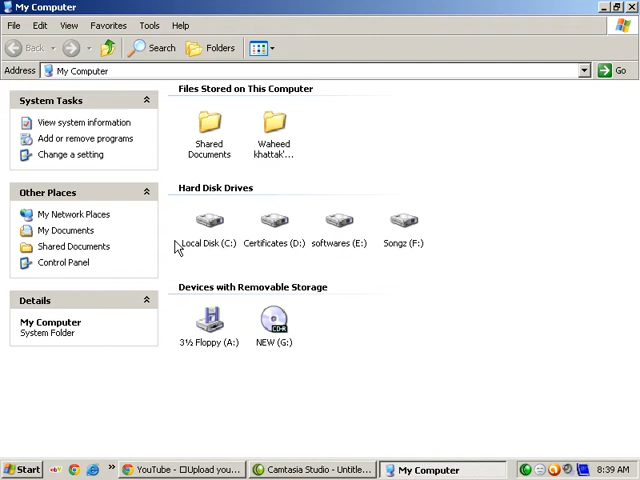 My Computer
File Edit View Favorites Tools Help
Back Search Folders
Address My Computer Go
System Tasks
View system information
Add or remove programs
Change a setting
Other Places
My Network Places
My Documents
Shared Documents
Control Panel
Details
My Computer
System Folder
Files Stored on This Computer
Shared Documents
Waheed khattak'...
Hard Disk Drives
Local Disk (C:) Certificates (D:) softwares (E:) Songz (F:)
Devices with Removable Storage
CD-R
3½ Floppy (A:) NEW (G:)
Start YouTube - □Upload you... Camtasia Studio - Untitle... My Computer 8:39 AM